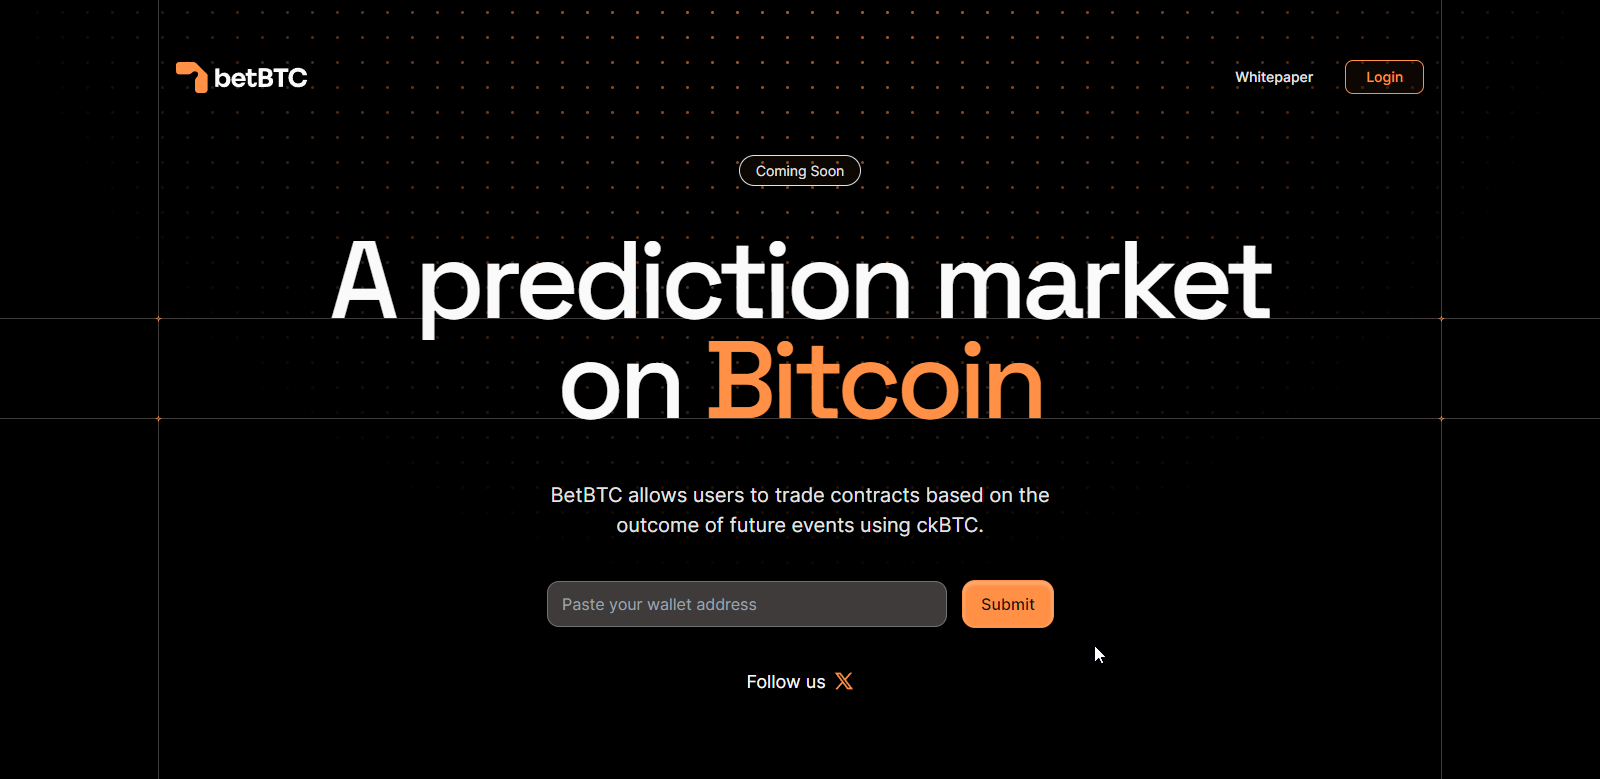 betBTC
Whitepaper
Login
Coming Soon
A prediction market
on Bitcoin
BetBTC allows users to trade contracts based on the
outcome of future events using ckBTC.
Paste your wallet address
Submit
Follow us X